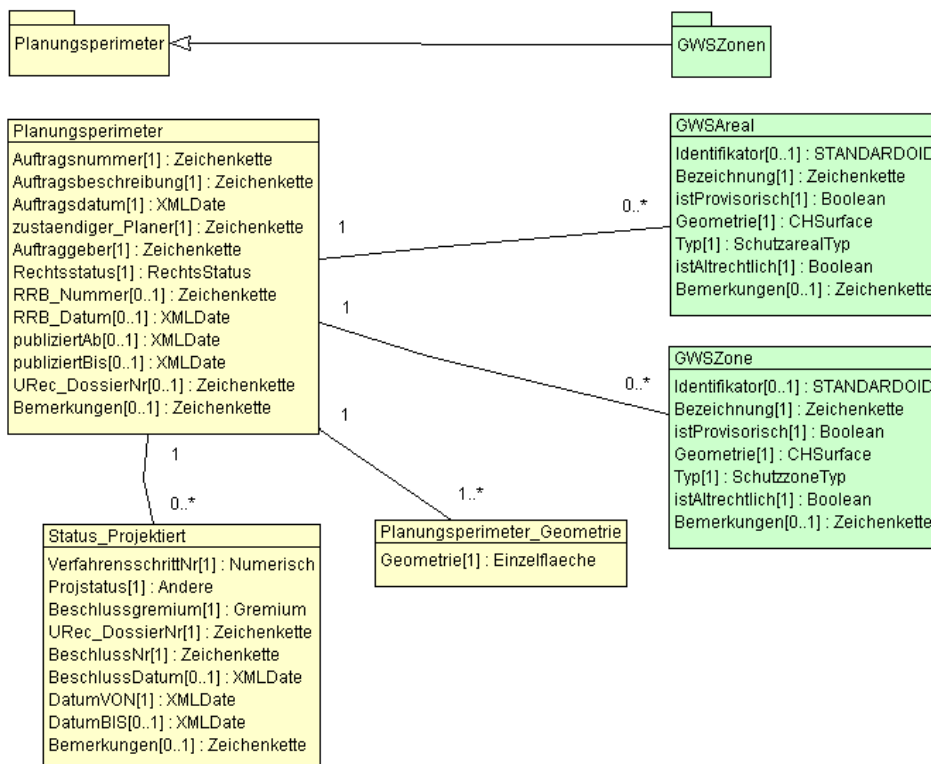 Planungsperimeter
GWSZonen
Planungsperimeter
Auftragsnummer[1] : Zeichenkette
Auftragsbeschreibung[1] : Zeichenkette
Auftragsdatum[1] : XMLDate
zustaendiger_Planer[1] : Zeichenkette
Auftraggeber[1] : Zeichenkette
Rechtsstatus[1] : RechtsStatus
RRB_Nummer[0..1] : Zeichenkette
RRB_Datum[0..1] : XMLDate
publiziertAb[0..1] : XMLDate
publiziertBis[0..1] : XMLDate
URec_DossierNr[0..1] : Zeichenkette
Bemerkungen[0..1] : Zeichenkette
1
0..*
1
0..*
1
1..*
1
0..*
GWSAreal
Identifikator[0..1] : STANDARDOID
Bezeichnung[1] : Zeichenkette
istProvisorisch[1] : Boolean
Geometrie[1] : CHSurface
Typ[1] : SchutzarealTyp
istAltrechtlich[1] : Boolean
Bemerkungen[0..1] : Zeichenkette
GWSZone
Identifikator[0..1] : STANDARDOID
Bezeichnung[1] : Zeichenkette
istProvisorisch[1] : Boolean
Geometrie[1] : CHSurface
Typ[1] : SchutzzoneTyp
istAltrechtlich[1] : Boolean
Bemerkungen[0..1] : Zeichenkette
Status_Projektiert
VerfahrensschrittNr[1] : Numerisch
Projstatus[1] : Andere
Beschlussgremium[1] : Gremium
URec_DossierNr[1] : Zeichenkette
BeschlussNr[1] : Zeichenkette
BeschlussDatum[0..1] : XMLDate
DatumVON[1] : XMLDate
DatumBIS[0..1] : XMLDate
Bemerkungen[0..1] : Zeichenkette
Planungsperimeter_Geometrie
Geometrie[1] : Einzelflaeche